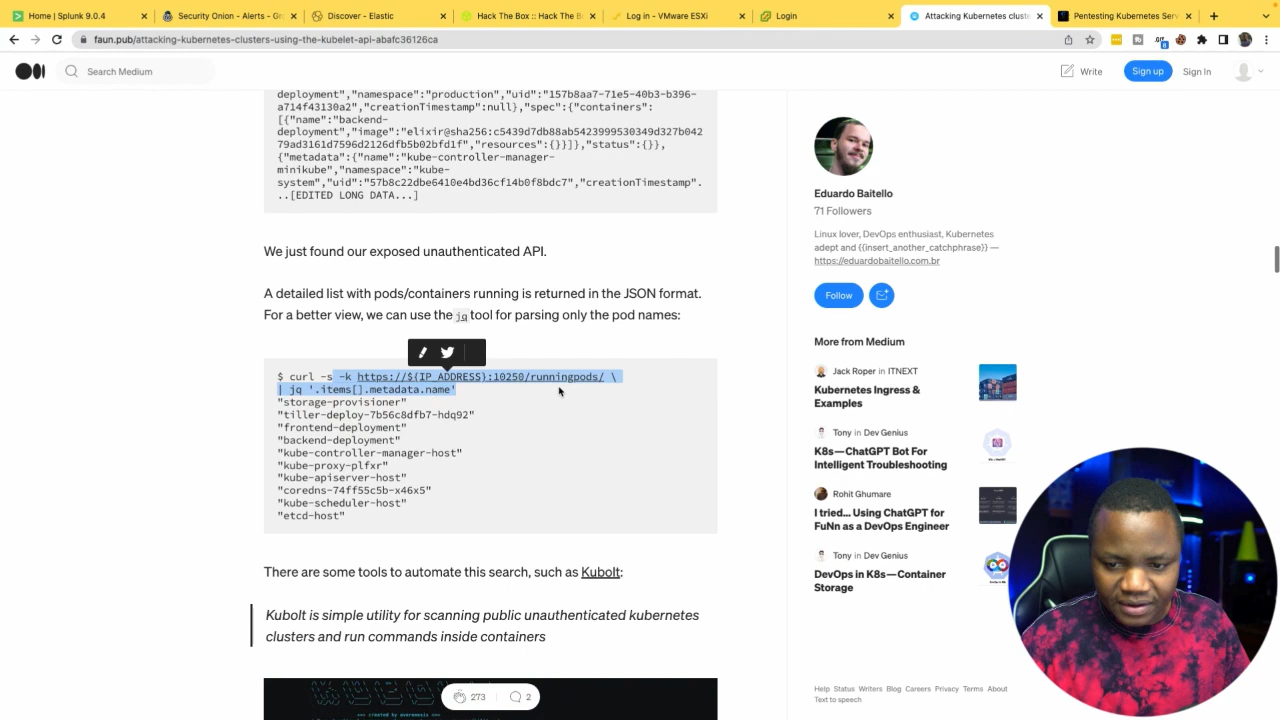 Home | Splunk 9.0.4
Security Onion - Alerts - Gr
Discover - Elastic
Hack The Box :: Hack The B
Log in - VMware ESXi
Login
Attacking Kubernetes cluste
Pentesting Kubernetes Serv
faun.pub/attacking-kubernetes-clusters-using-the-kubelet-api-abafc36126ca
Search Medium
Write
Sign up
Sign In
deployment","namespace":"production","uid":"157b8aa7-71e5-40b3-b396-
a714f43130a2","creationTimestamp":null},"spec":{"containers":
[{"name":"backend-
deployment","image":"elixir@sha256:c5439d7db88ab5423999530349d327b042
79ad3161d7596d2126dfb5b02bfd1f","resources":{}}]},"status":{}},
{"metadata":{"name":"kube-controller-manager-
minikube","namespace":"kube-
system","uid":"57b8c22dbe6410e4bd36cf14b0f8bdc7","creationTimestamp".
..[EDITED LONG DATA...]
We just found our exposed unauthenticated API.
A detailed list with pods/containers running is returned in the JSON format.
For a better view, we can use the jq tool for parsing only the pod names:
$ curl -s -k https://${IP_ADDRESS}:10250/runningpods/ \
| jq '.items[].metadata.name'
"storage-provisioner"
"tiller-deploy-7b56c8dfb7-hdq92"
"frontend-deployment"
"backend-deployment"
"kube-controller-manager-host"
"kube-proxy-plfxr"
"kube-apiserver-host"
"coredns-74ff55c5b-x46x5"
"kube-scheduler-host"
"etcd-host"
There are some tools to automate this search, such as Kubolt:
Kubolt is simple utility for scanning public unauthenticated kubernetes
clusters and run commands inside containers
273
2
Eduardo Baitello
71 Followers
Linux lover, DevOps enthusiast, Kubernetes
adept and {{insert_another_catchphrase}} —
https://eduardobaitello.com.br
Follow
More from Medium
Jack Roper in ITNEXT
Kubernetes Ingress &
Examples
Tony in Dev Genius
K8s — ChatGPT Bot For
Intelligent Troubleshooting
Rohit Ghumare
I tried... Using ChatGPT for
FuNn as a DevOps Engineer
Tony in Dev Genius
DevOps in K8s — Container
Storage
Help Status Writers Blog Careers Privacy Terms About
Text to speech